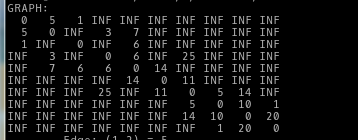 GRAPH:
0 5 1 INF INF INF INF INF INF INF
5 0 INF 3 7 INF INF INF INF INF
1 INF 0 INF 6 INF INF INF INF INF
INF 3 INF 0 INF 6 25 INF INF INF
INF 7 6 6 0 14 INF INF INF INF
INF INF INF INF 14 0 11 INF INF INF
INF INF INF 25 INF 11 0 5 14 INF
INF INF INF INF INF INF 5 0 10 1
INF INF INF INF INF INF 14 10 0 20
INF INF INF INF INF INF INF 1 20 0
Edge: (1,2) = 5